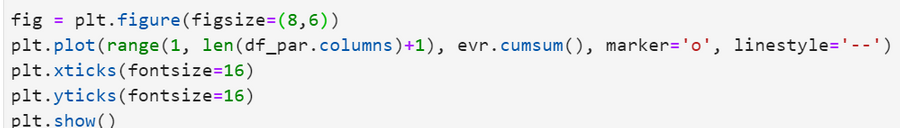 fig = plt.figure(figsize=(8,6))
plt.plot(range(1, len(df_par.columns)+1), evr.cumsum(), marker='o', linestyle='--')
plt.xticks(fontsize=16)
plt.yticks(fontsize=16)
plt.show()